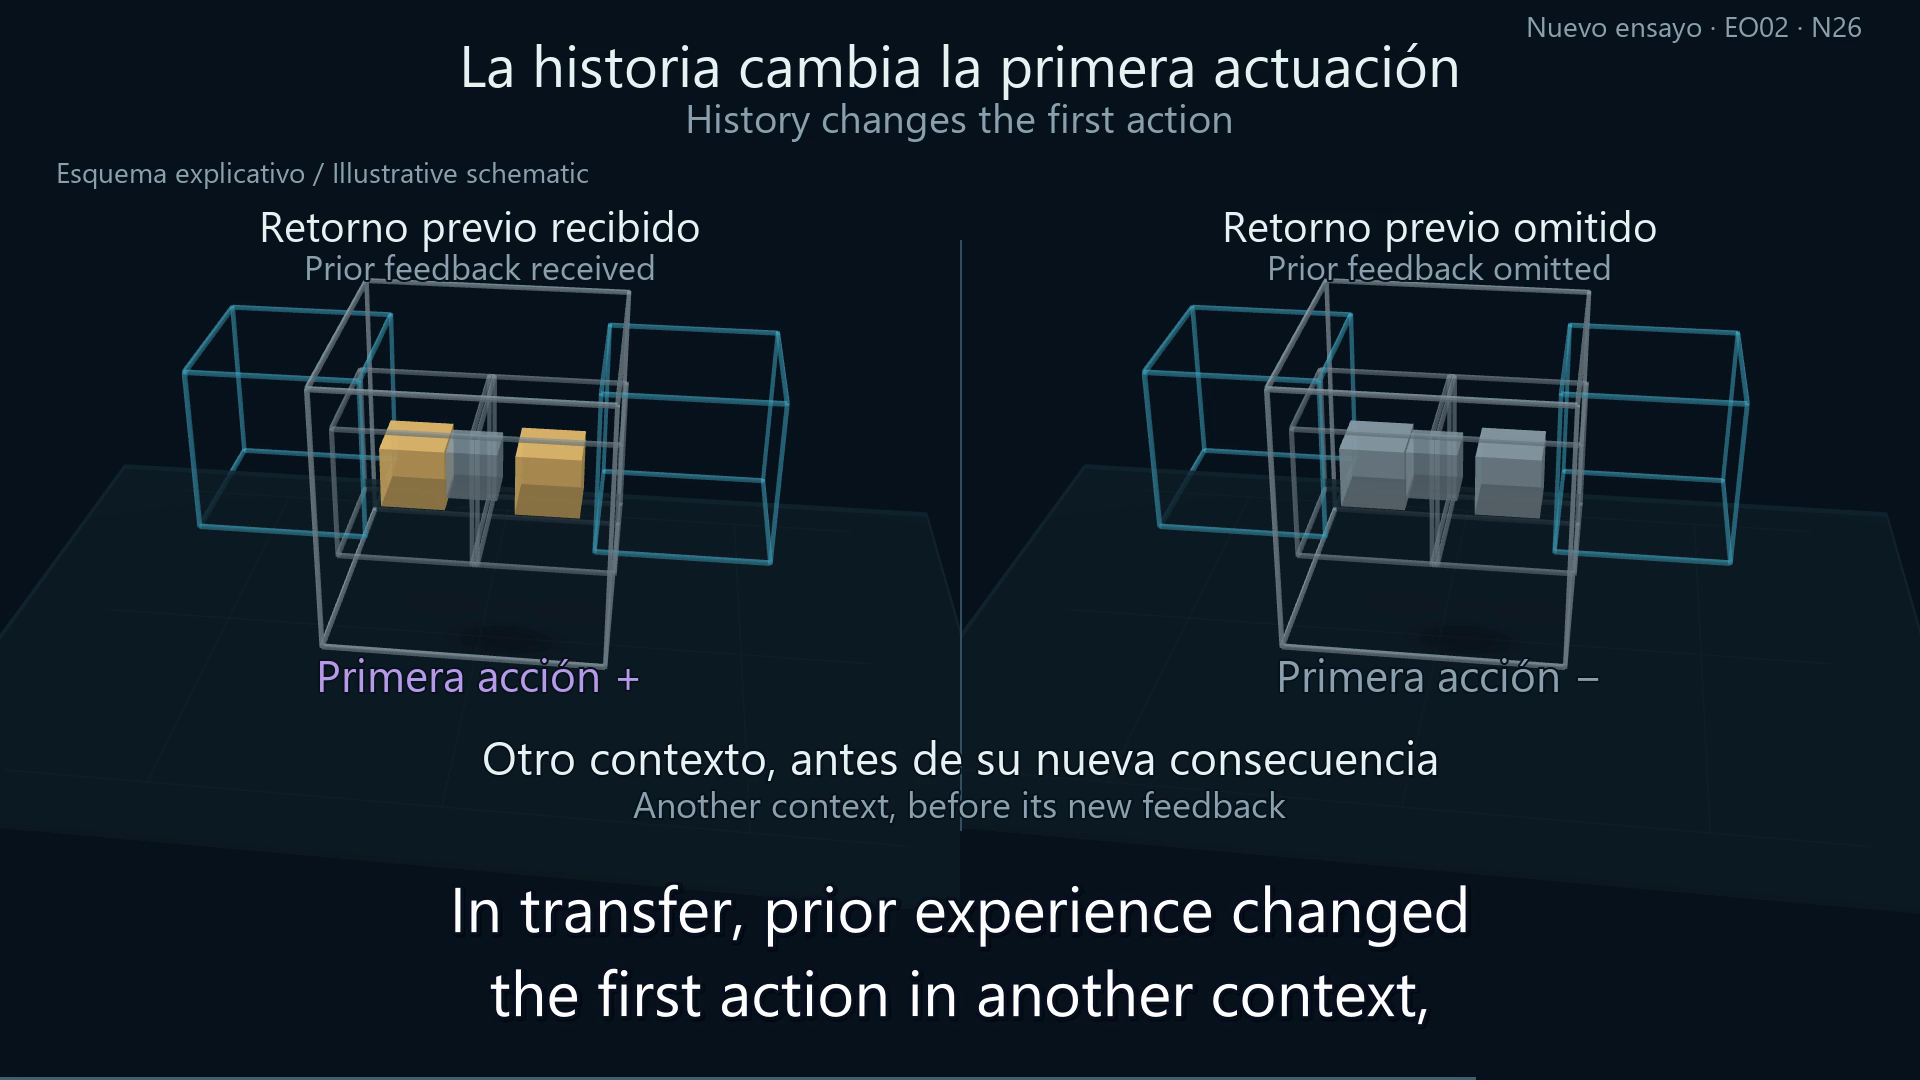 Nuevo ensayo · EO02 · N26
La historia cambia la primera actuación
History changes the first action
Esquema explicativo / Illustrative schematic
Retorno previo recibido
Prior feedback received
Retorno previo omitido
Prior feedback omitted
Primera acción +
Primera acción −
Otro contexto, antes de su nueva consecuencia
Another context, before its new feedback
In transfer, prior experience changed
the first action in another context,